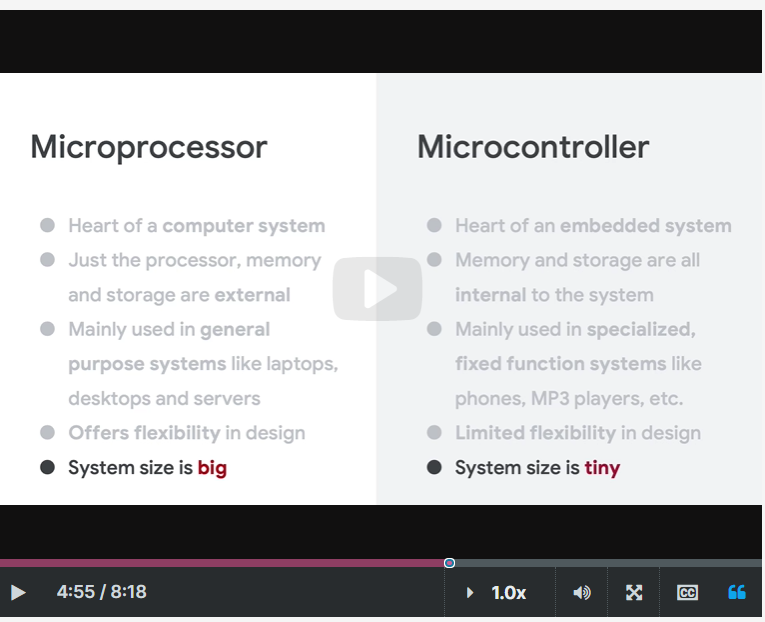 Microprocessor
Heart of a computer system
Just the processor, memory
and storage are external
Mainly used in general
purpose systems like laptops,
desktops and servers
Offers flexibility in design
System size is big
Microcontroller
Heart of an embedded system
Memory and storage are all
internal to the system
Mainly used in specialized,
fixed function systems like
phones, MP3 players, etc.
Limited flexibility in design
System size is tiny
4:55 / 8:18
1.0x
CC